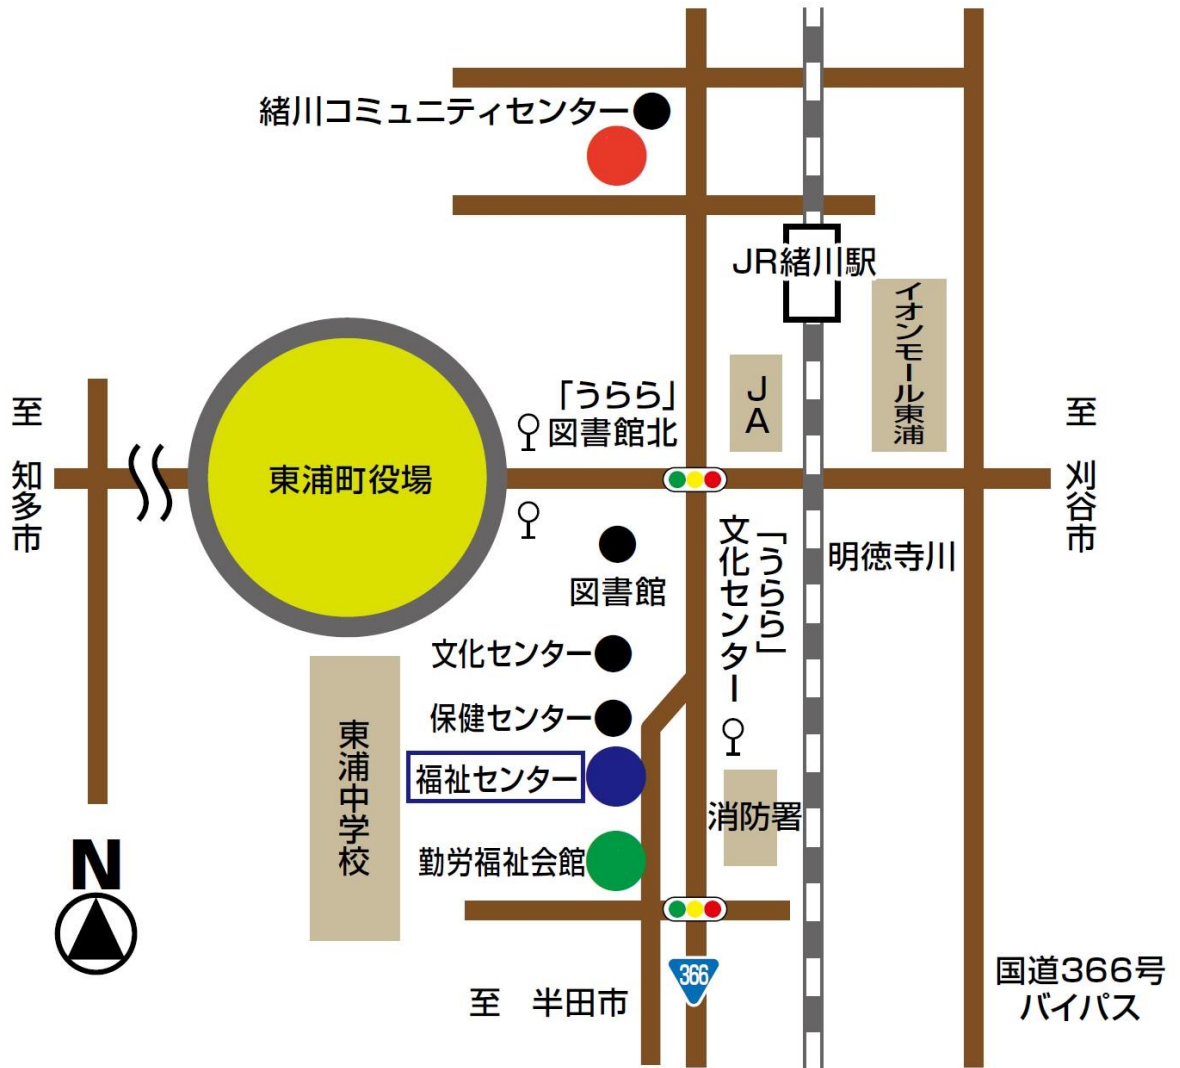 緒川コミュニティセンター
JR緒川駅
イオンモール東浦
JA
「うらら」
図書館北
至 知多市
至 刈谷市
東浦町役場
「うらら」
文化センター
明徳寺川
図書館
文化センター
保健センター
福祉センター
東浦中学校
消防署
勤労福祉会館
N
366
至 半田市
国道366号
バイパス